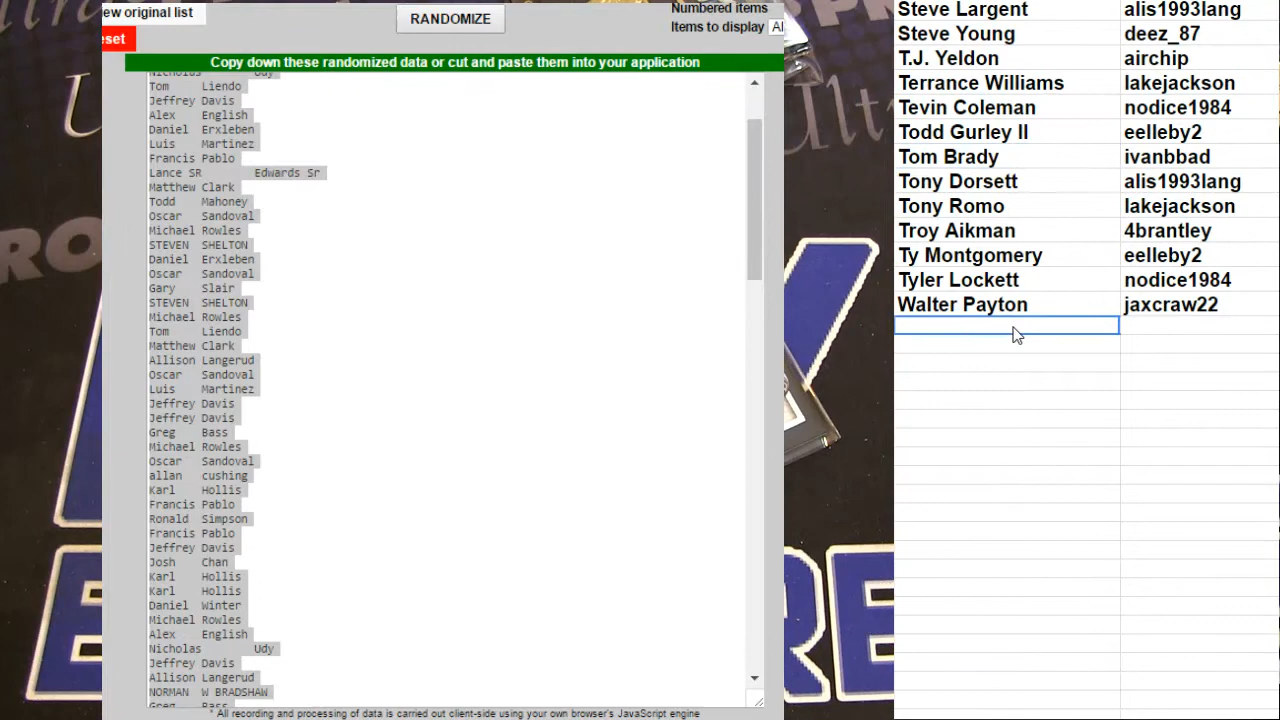 ew original list
RANDOMIZE
Numbered items
eset
Items to display Al
Copy down these randomized data or cut and paste them into your application
Nicholas Udy
Tom Liendo
Jeffrey Davis
Alex English
Daniel Erxleben
Luis Martinez
Francis Pablo
Lance SR Edwards Sr
Matthew Clark
Todd Mahoney
Oscar Sandoval
Michael Rowles
STEVEN SHELTON
Daniel Erxleben
Oscar Sandoval
Gary Slair
STEVEN SHELTON
Michael Rowles
Tom Liendo
Matthew Clark
Allison Langerud
Oscar Sandoval
Luis Martinez
Jeffrey Davis
Jeffrey Davis
Greg Bass
Michael Rowles
Oscar Sandoval
allan cushing
Karl Hollis
Francis Pablo
Ronald Simpson
Francis Pablo
Jeffrey Davis
Josh Chan
Karl Hollis
Karl Hollis
Daniel Winter
Michael Rowles
Alex English
Nicholas Udy
Jeffrey Davis
Allison Langerud
NORMAN W BRADSHAW
Greg Bass
* All recording and processing of data is carried out client-side using your own browser's JavaScript engine
Steve Largent alis1993lang
Steve Young deez_87
T.J. Yeldon airchip
Terrance Williams lakejackson
Tevin Coleman nodice1984
Todd Gurley II eelleby2
Tom Brady ivanbbad
Tony Dorsett alis1993lang
Tony Romo lakejackson
Troy Aikman 4brantley
Ty Montgomery eelleby2
Tyler Lockett nodice1984
Walter Payton jaxcraw22